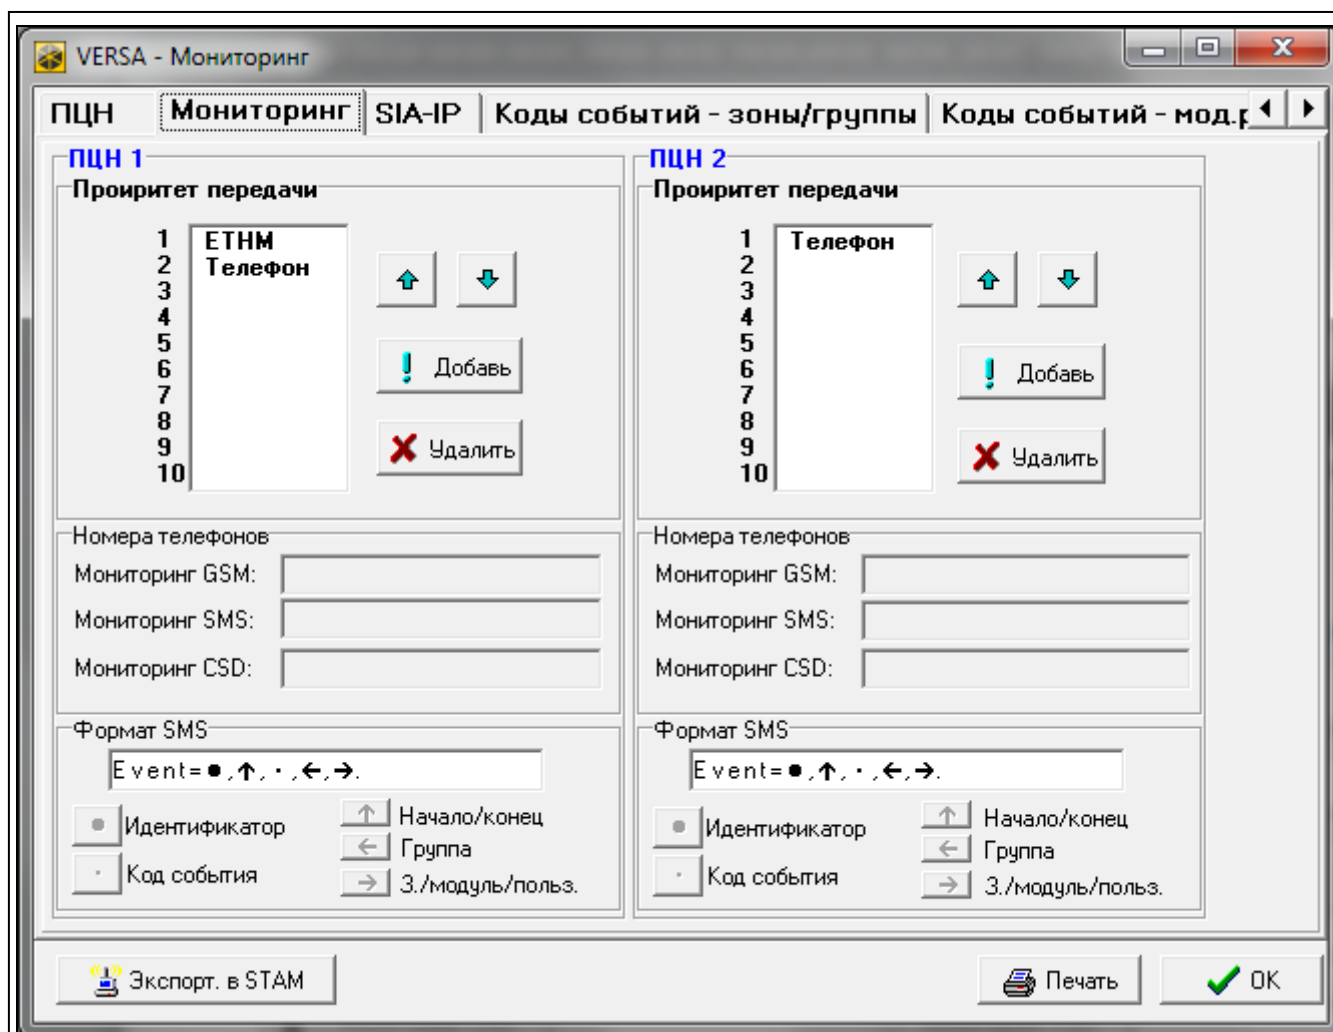 VERSA - Мониторинг
ПЦН Мониторинг SIA-IP Коды событий - зоны/группы Коды событий - мод.р
ПЦН 1
Проиритет передачи
1 ETHM
2 Телефон
3
4
5
6
7
8
9
10
Добавь
Удалить
Номера телефонов
Мониторинг GSM:
Мониторинг SMS:
Мониторинг CSD:
Формат SMS
Event=●,↑,·,←,→.
Идентификатор
Код события
Начало/конец
Группа
З./модуль/польз.
ПЦН 2
Проиритет передачи
1 Телефон
2
3
4
5
6
7
8
9
10
Добавь
Удалить
Номера телефонов
Мониторинг GSM:
Мониторинг SMS:
Мониторинг CSD:
Формат SMS
Event=●,↑,·,←,→.
Идентификатор
Код события
Начало/конец
Группа
З./модуль/польз.
Экспорт. в STAM Печать OK